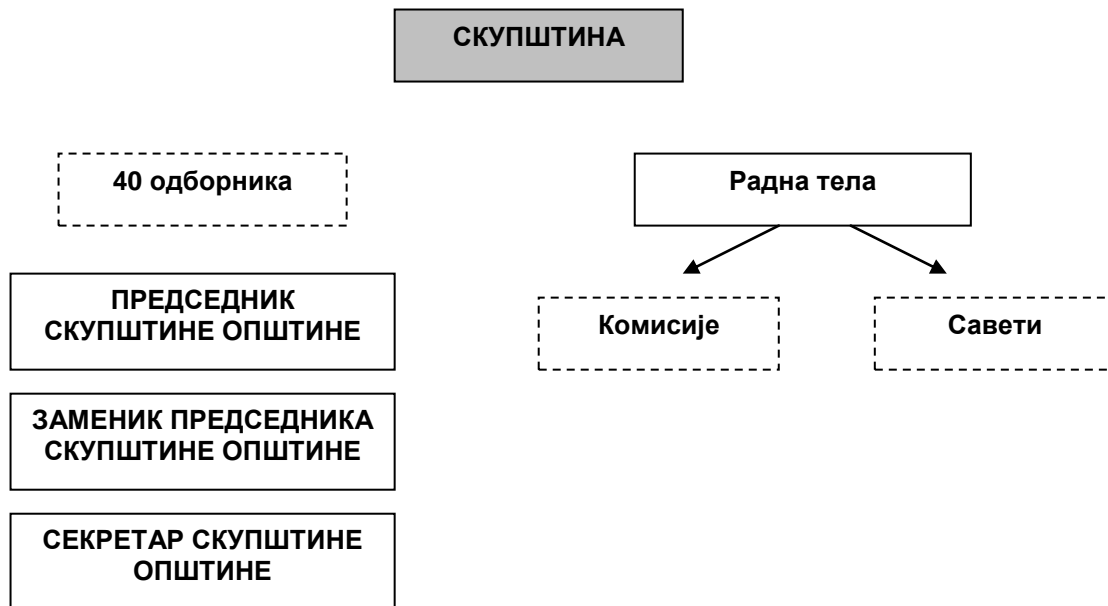 СКУПШТИНА
40 одборника
Радна тела
ПРЕДСЕДНИК
СКУПШТИНЕ ОПШТИНЕ
Комисије
Савети
ЗАМЕНИК ПРЕДСЕДНИКА
СКУПШТИНЕ ОПШТИНЕ
СЕКРЕТАР СКУПШТИНЕ
ОПШТИНЕ